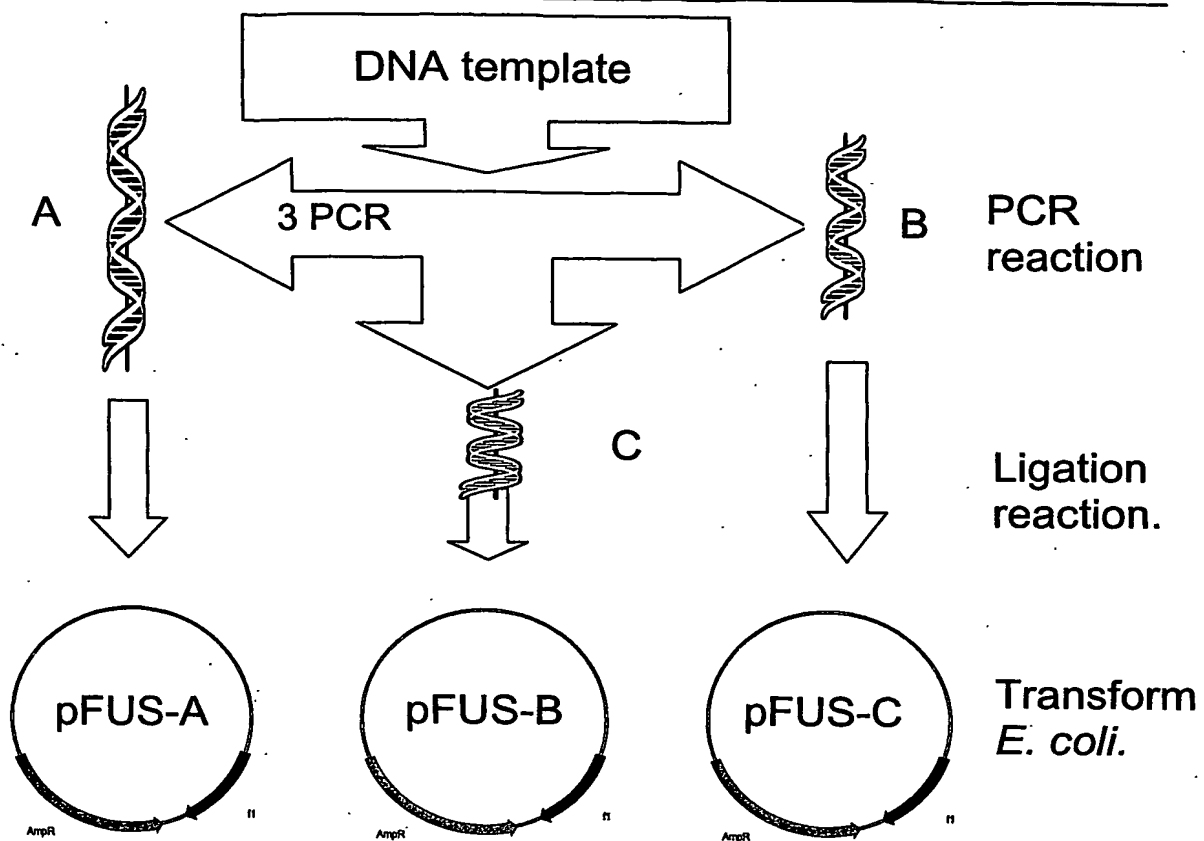 DNA template
A
3 PCR
B
PCR
reaction
C
Ligation
reaction.
pFUS-A
pFUS-B
pFUS-C
Transform
E. coli.
AmpR
f1
AmpR
f1
AmpR
f1